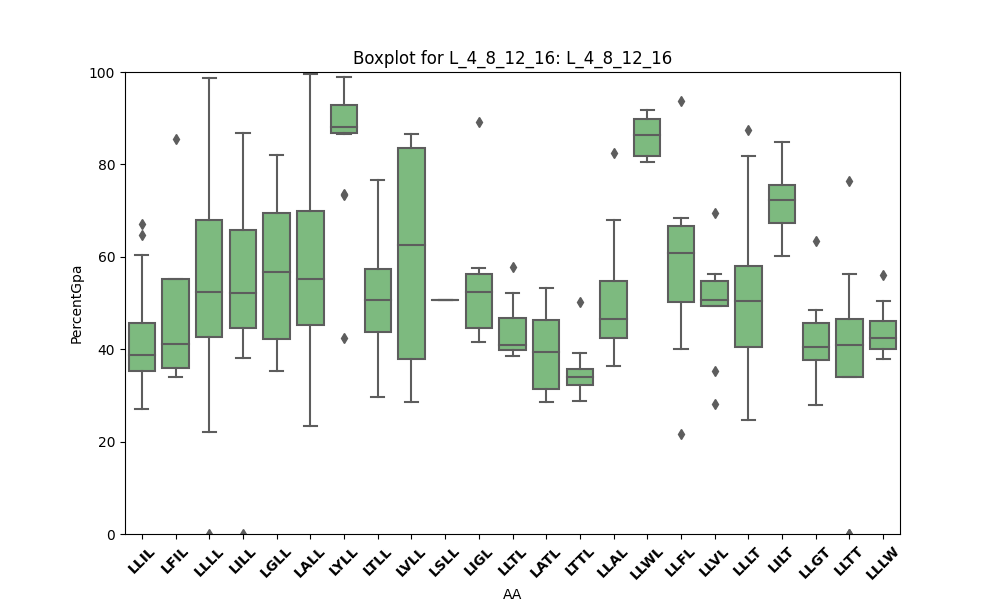 Boxplot for L_4_8_12_16: L_4_8_12_16
100
80
60
40
20
0
PercentGpa
LLIL LFIL LLLL LILL LGLL LALL LYLL LTLL LVLL LSLL LIGL LLTL LATL LTTL LLAL LLWL LLFL LLVL LLLT LILT LLGT LLTT LLLW
AA